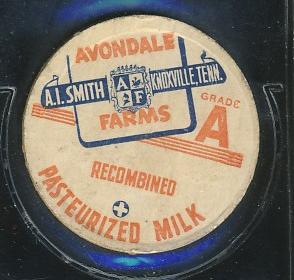 AVONDALE
A.I. SMITH AF KNOXVILLE, TENN.
FARMS
GRADE
A
RECOMBINED
PASTEURIZED MILK